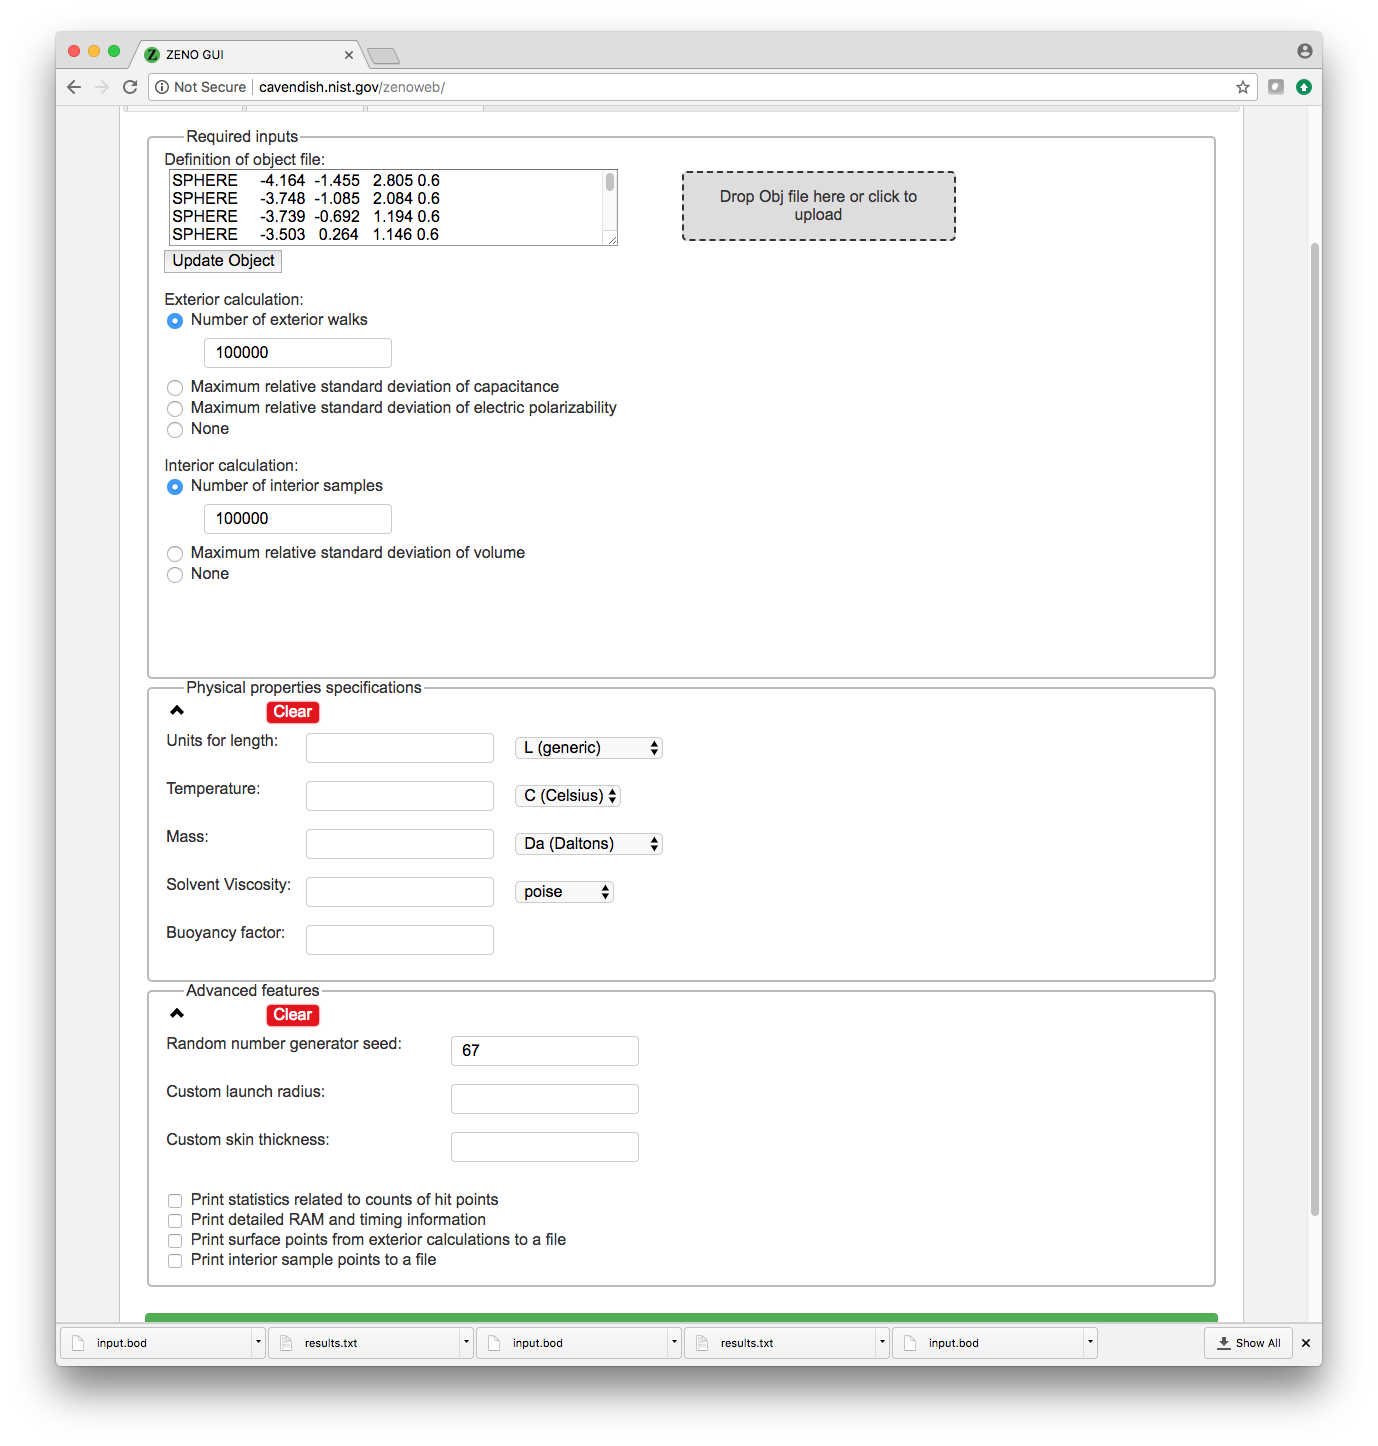 ZENO GUI
Not Secure cavendish.nist.gov/zenoweb/
Required inputs
Definition of object file:
SPHERE -4.164 -1.455 2.805 0.6
SPHERE -3.748 -1.085 2.084 0.6
SPHERE -3.739 -0.692 1.194 0.6
SPHERE -3.503 0.264 1.146 0.6
Drop Obj file here or click to
upload
Update Object
Exterior calculation:
Number of exterior walks
100000
Maximum relative standard deviation of capacitance
Maximum relative standard deviation of electric polarizability
None
Interior calculation:
Number of interior samples
100000
Maximum relative standard deviation of volume
None
Physical properties specifications
Clear
Units for length: L (generic)
Temperature: C (Celsius)
Mass: Da (Daltons)
Solvent Viscosity: poise
Buoyancy factor:
Advanced features
Clear
Random number generator seed: 67
Custom launch radius:
Custom skin thickness:
Print statistics related to counts of hit points
Print detailed RAM and timing information
Print surface points from exterior calculations to a file
Print interior sample points to a file
input.bod results.txt input.bod results.txt input.bod Show All